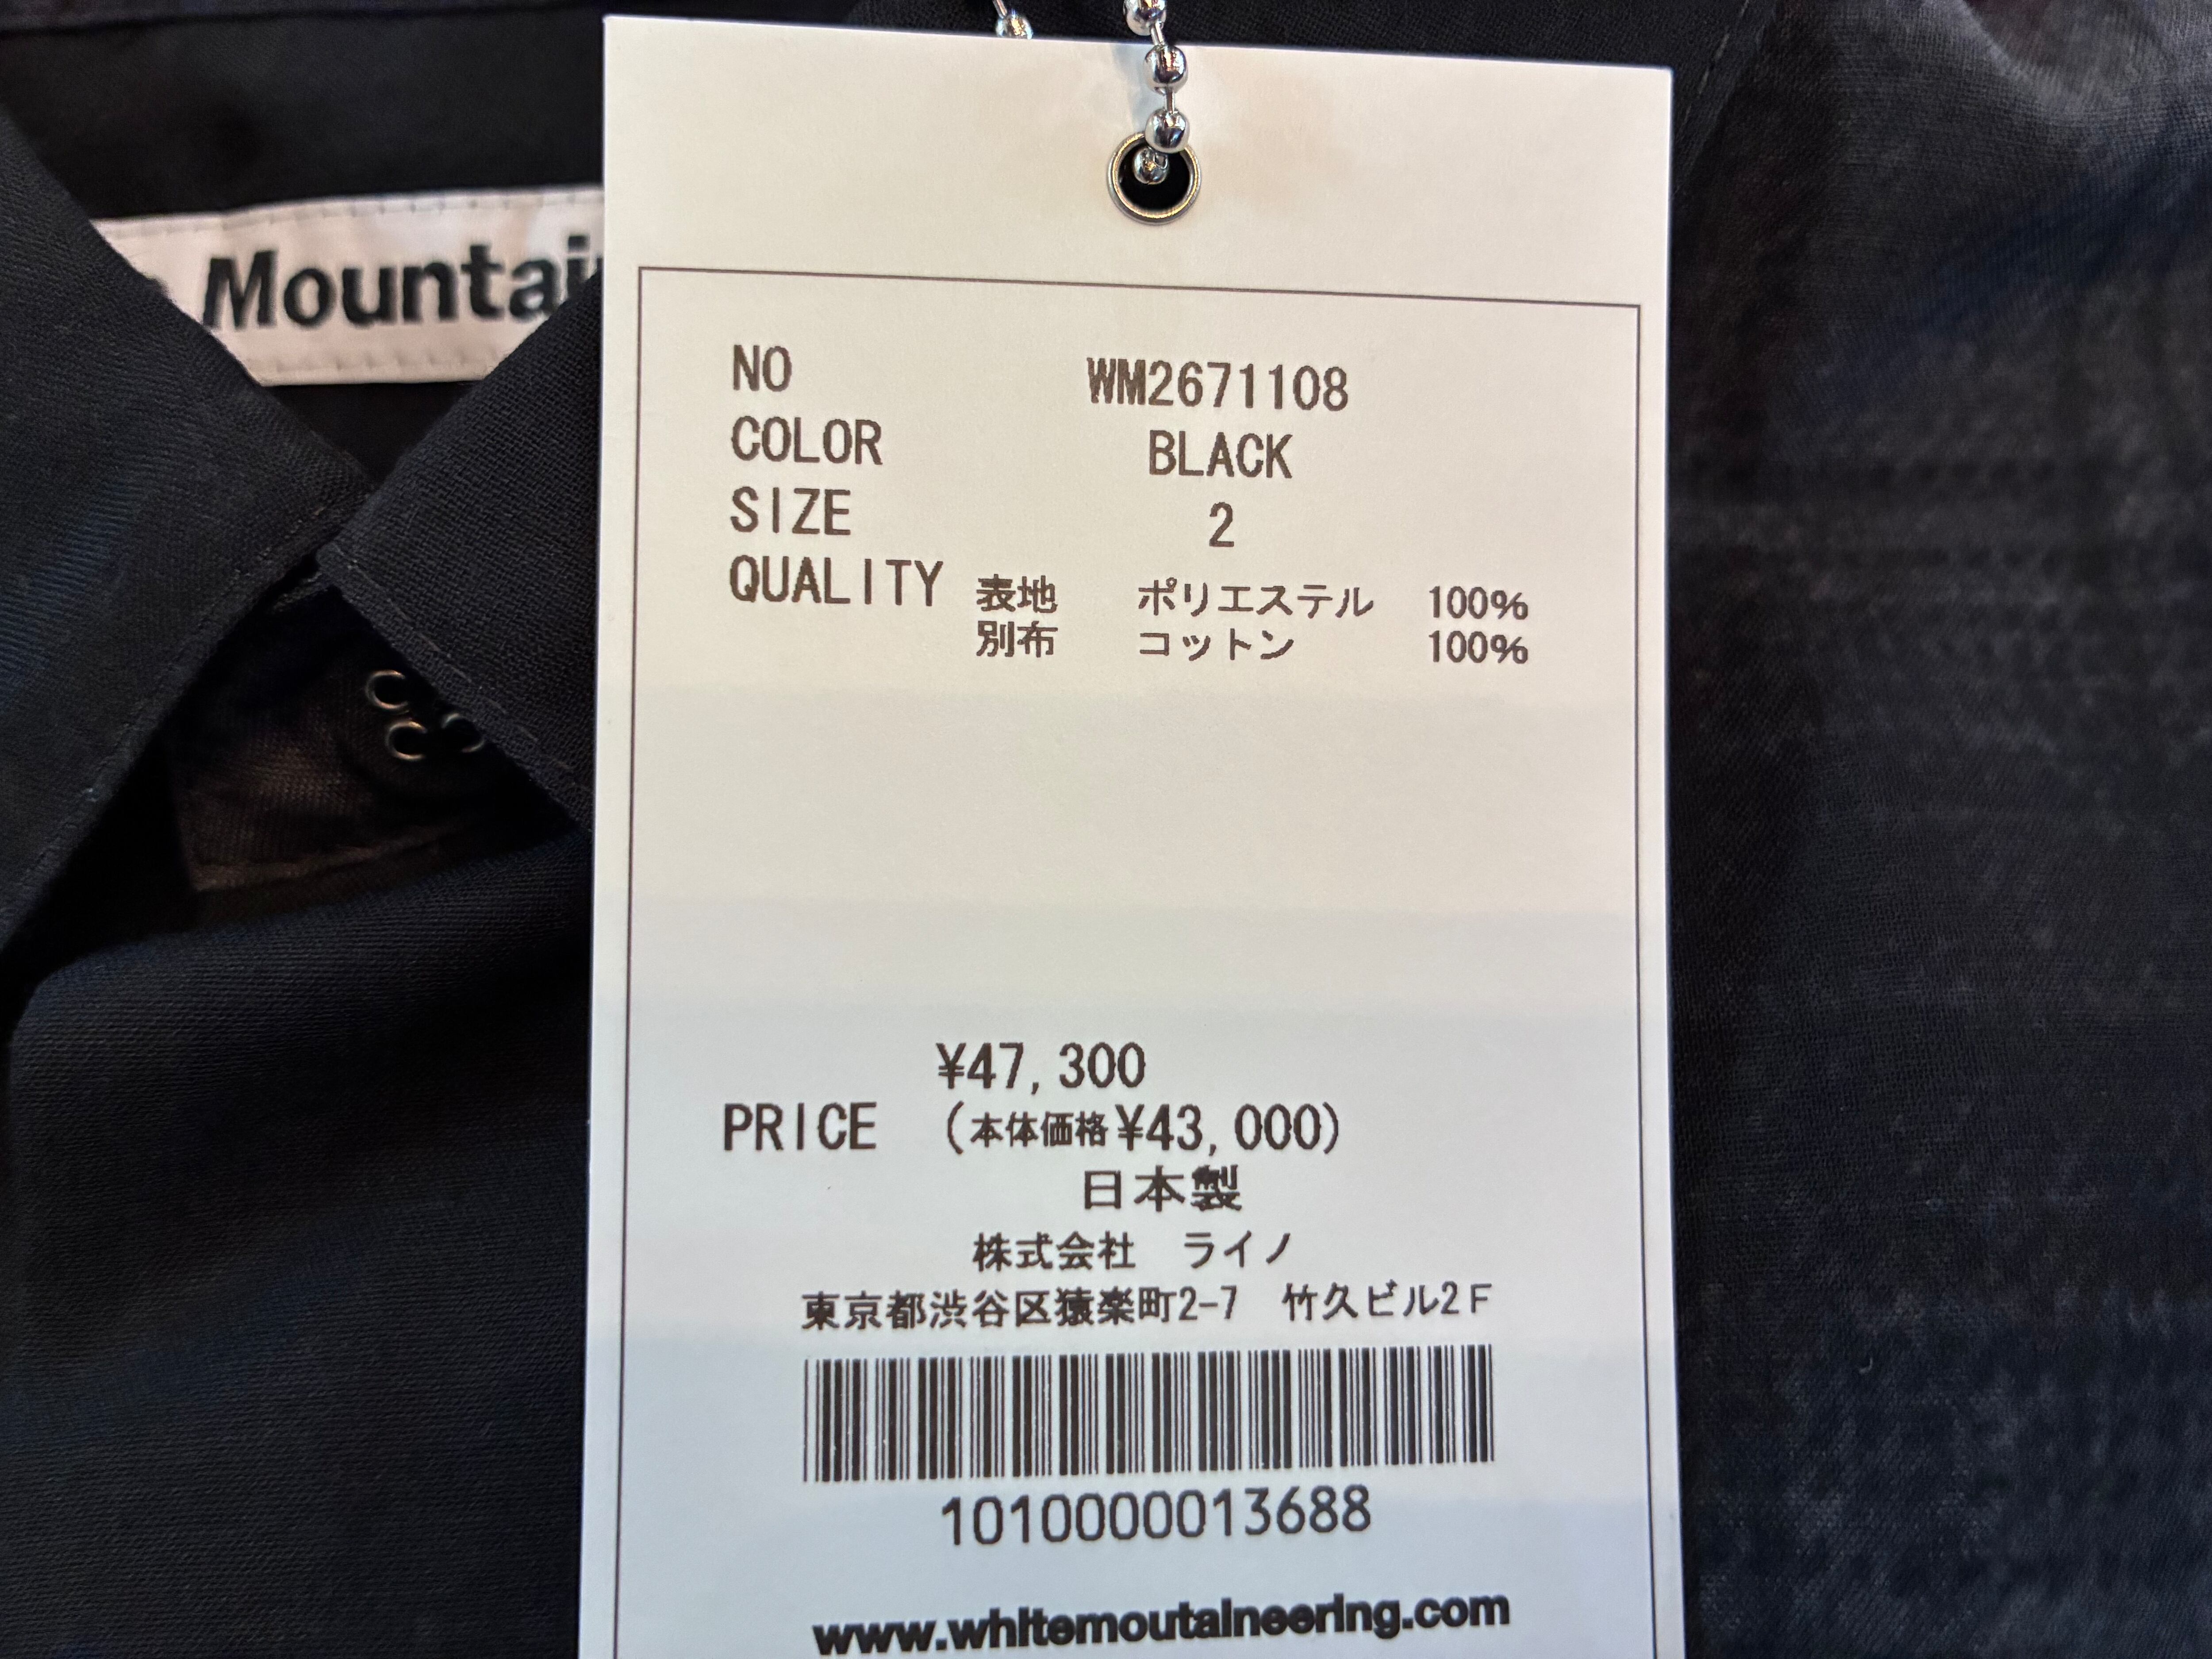 Mountai
NO WM2671108
COLOR BLACK
SIZE 2
QUALITY 表地 ポリエステル 100%
別布 コットン 100%
¥47,300
PRICE (本体価格¥43,000)
日本製
株式会社 ライノ
東京都渋谷区猿楽町2-7 竹久ビル2F
1010000013688
www.whitemoutaineering.com